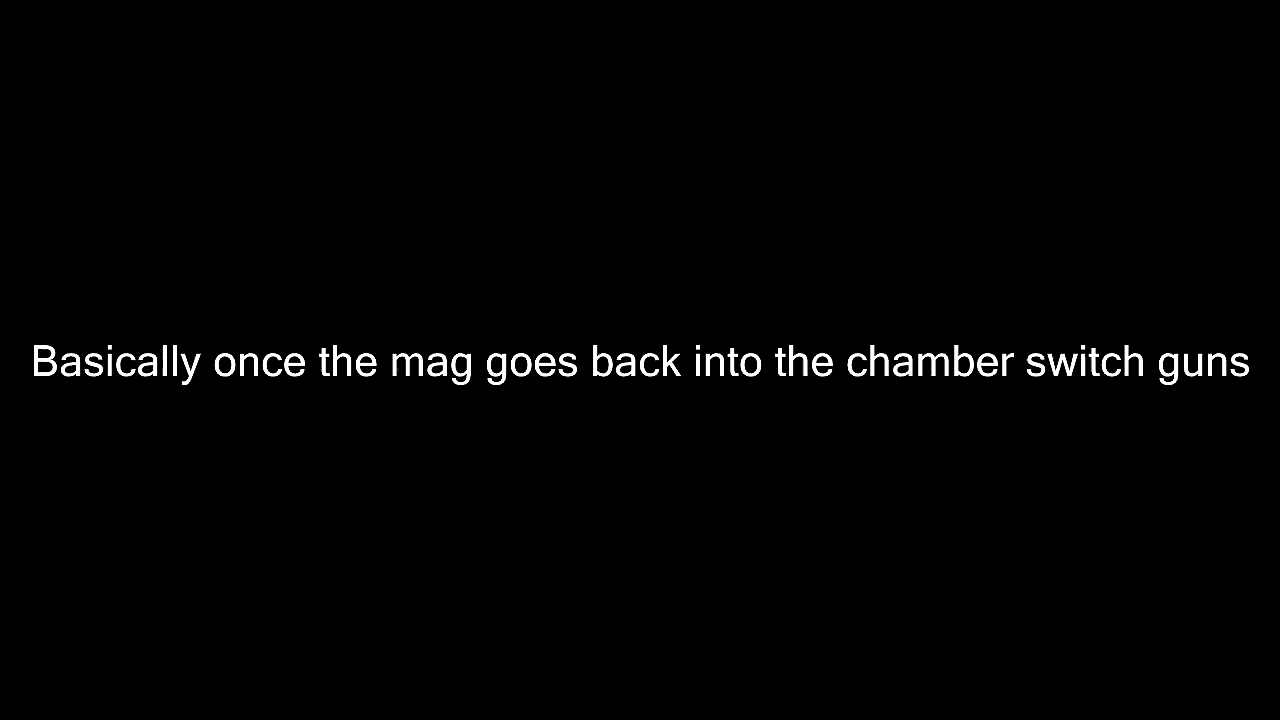 Basically once the mag goes back into the chamber switch guns